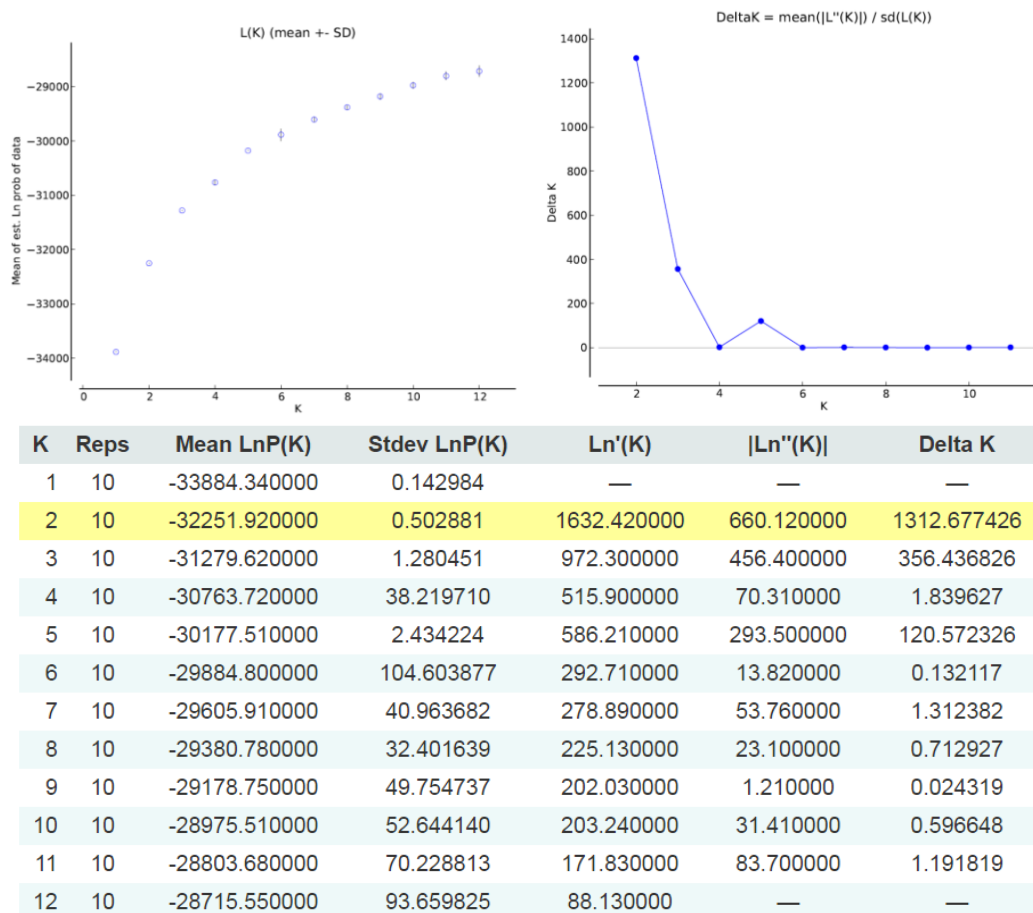 L(K) (mean +- SD)
Mean of est. Ln prob of data
−29000
−30000
−31000
−32000
−33000
−34000
0 2 4 6 8 10 12
K
DeltaK = mean(|L''(K)|) / sd(L(K))
Delta K
1400
1200
1000
800
600
400
200
0
2 4 6 8 10
K
K Reps Mean LnP(K) Stdev LnP(K) Ln'(K) |Ln''(K)| Delta K
1 10 -33884.340000 0.142984 — — —
2 10 -32251.920000 0.502881 1632.420000 660.120000 1312.677426
3 10 -31279.620000 1.280451 972.300000 456.400000 356.436826
4 10 -30763.720000 38.219710 515.900000 70.310000 1.839627
5 10 -30177.510000 2.434224 586.210000 293.500000 120.572326
6 10 -29884.800000 104.603877 292.710000 13.820000 0.132117
7 10 -29605.910000 40.963682 278.890000 53.760000 1.312382
8 10 -29380.780000 32.401639 225.130000 23.100000 0.712927
9 10 -29178.750000 49.754737 202.030000 1.210000 0.024319
10 10 -28975.510000 52.644140 203.240000 31.410000 0.596648
11 10 -28803.680000 70.228813 171.830000 83.700000 1.191819
12 10 -28715.550000 93.659825 88.130000 — —